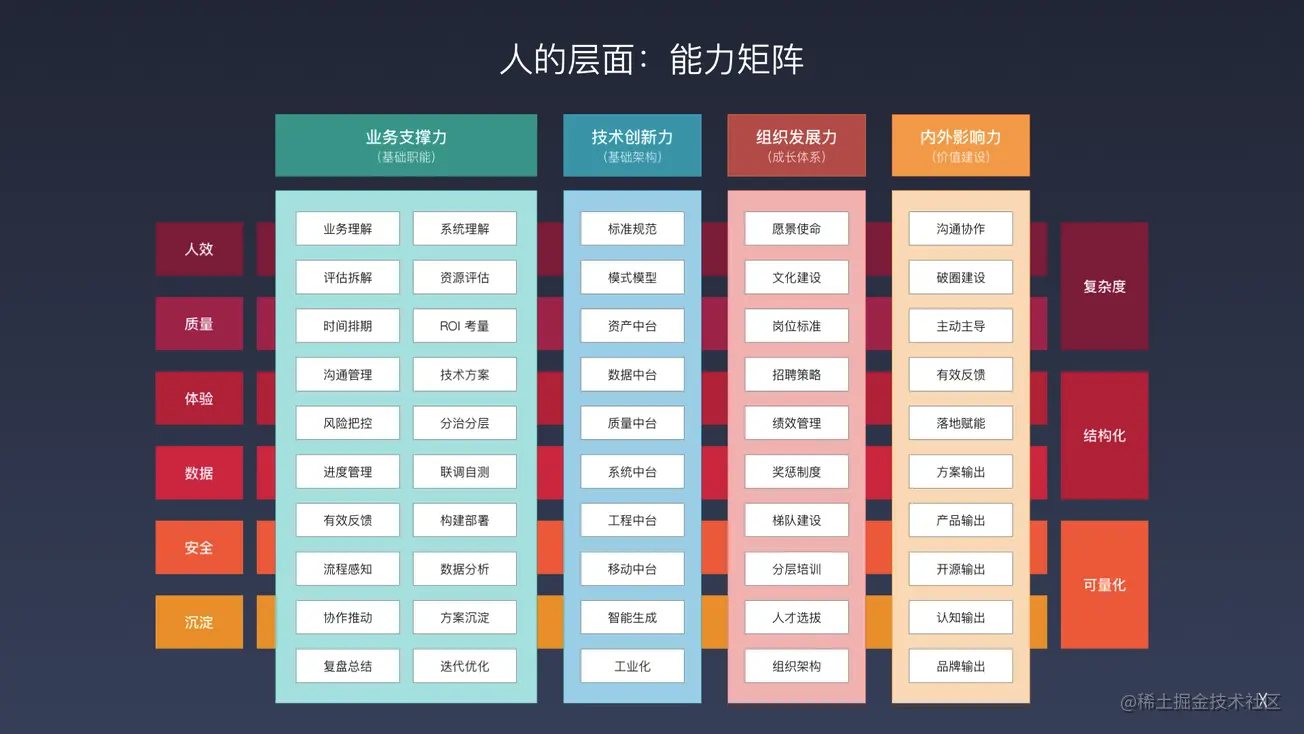 人的层面：能力矩阵
业务支撑力
（基础职能）
技术创新力
（基础架构）
组织发展力
（成长体系）
内外影响力
（价值建设）
人效
质量
体验
数据
安全
沉淀
业务理解
系统理解
评估拆解
资源评估
时间排期
ROI 考量
沟通管理
技术方案
风险把控
分治分层
进度管理
联调自测
有效反馈
构建部署
流程感知
数据分析
协作推动
方案沉淀
复盘总结
迭代优化
标准规范
模式模型
资产中台
数据中台
质量中台
系统中台
工程中台
移动中台
智能生成
工业化
愿景使命
文化建设
岗位标准
招聘策略
绩效管理
奖惩制度
梯队建设
分层培训
人才选拔
组织架构
沟通协作
破圈建设
主动主导
有效反馈
落地赋能
方案输出
产品输出
开源输出
认知输出
品牌输出
复杂度
结构化
可量化
@稀土掘金技术社区
X